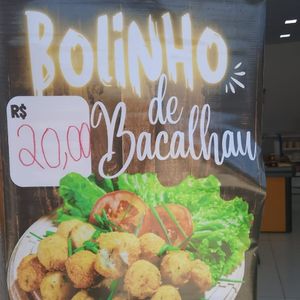 BOLINHO
de
R$
20,00
Bacalhau